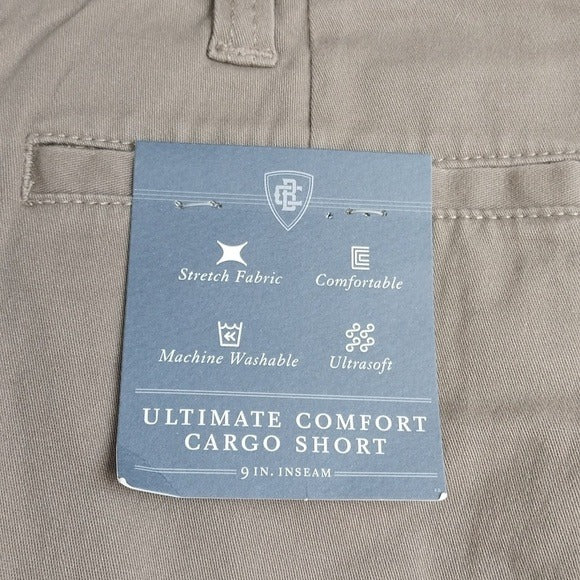 Stretch Fabric
Comfortable
Machine Washable
Ultrasoft
ULTIMATE COMFORT
CARGO SHORT
9 IN. INSEAM